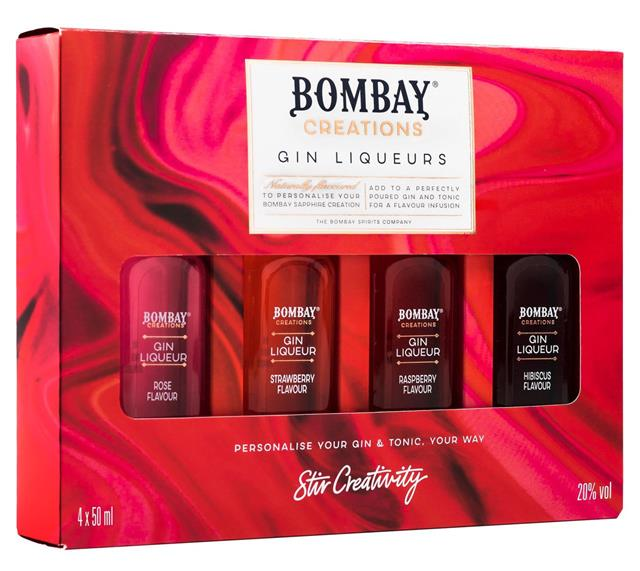 BOMBAY®
CREATIONS
GIN LIQUEURS
Naturally flavoured
TO PERSONALISE YOUR
BOMBAY SAPPHIRE CREATION
ADD TO A PERFECTLY
POURED GIN AND TONIC
FOR A FLAVOUR INFUSION
THE BOMBAY SPIRITS COMPANY
BOMBAY
CREATIONS
GIN
LIQUEUR
ROSE
FLAVOUR
BOMBAY
CREATIONS
GIN
LIQUEUR
STRAWBERRY
FLAVOUR
BOMBAY
CREATIONS
GIN
LIQUEUR
RASPBERRY
FLAVOUR
BOMBAY
CREATIONS
GIN
LIQUEUR
HIBISCUS
FLAVOUR
PERSONALISE YOUR GIN & TONIC, YOUR WAY
Stir Creativity
4 x 50 ml
20% vol